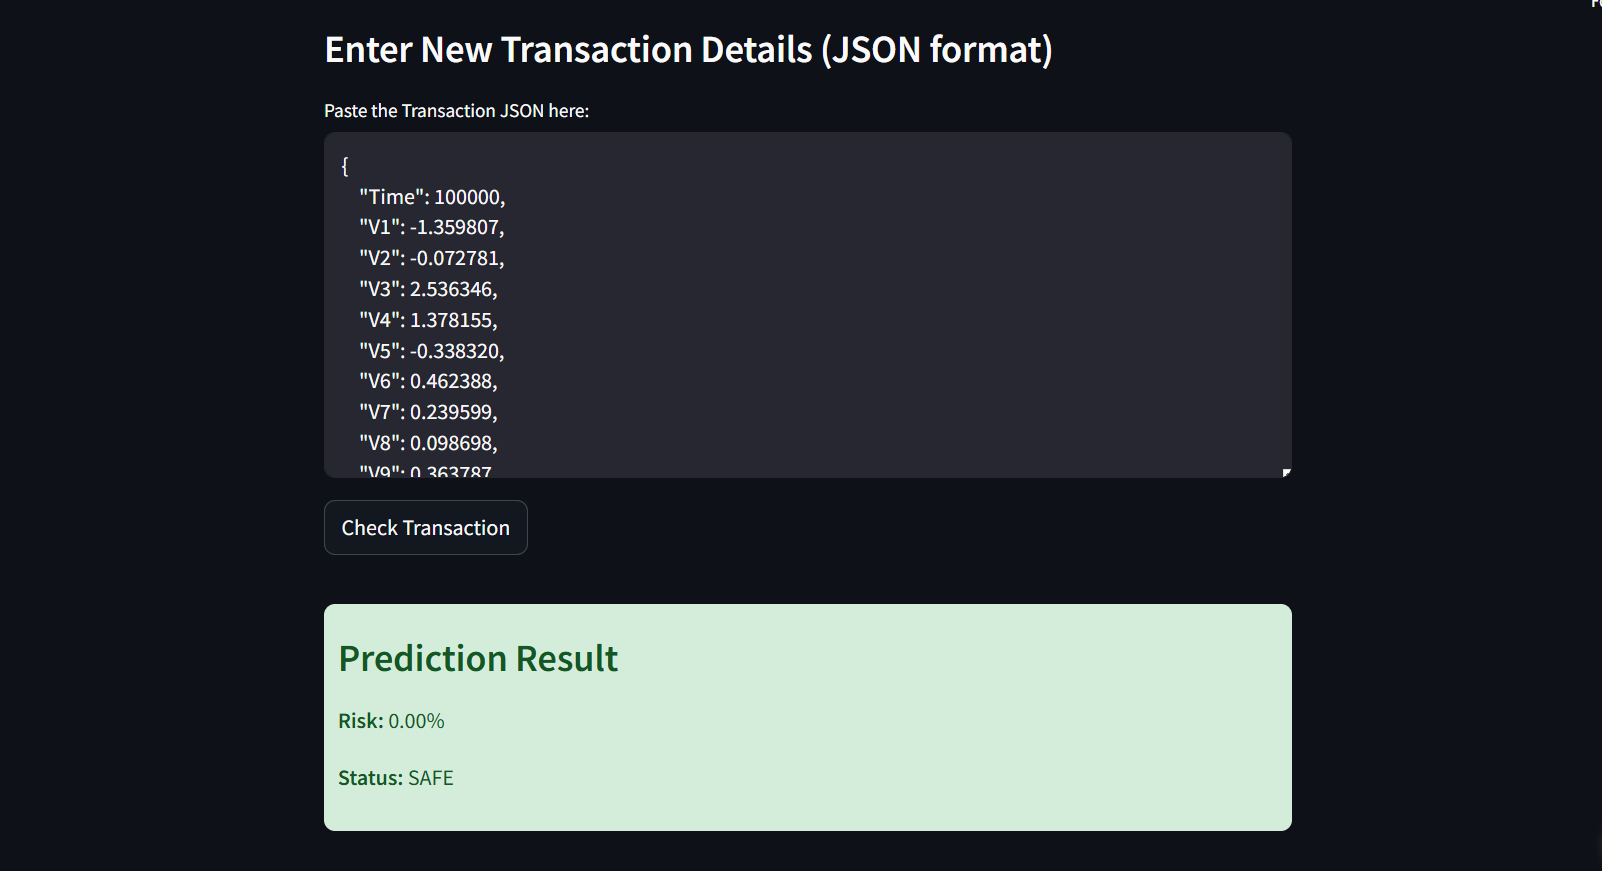 Enter New Transaction Details (JSON format)
Paste the Transaction JSON here:
{
"Time": 100000,
"V1": -1.359807,
"V2": -0.072781,
"V3": 2.536346,
"V4": 1.378155,
"V5": -0.338320,
"V6": 0.462388,
"V7": 0.239599,
"V8": 0.098698,
"V9": 0.363787
Check Transaction
Prediction Result
Risk: 0.00%
Status: SAFE